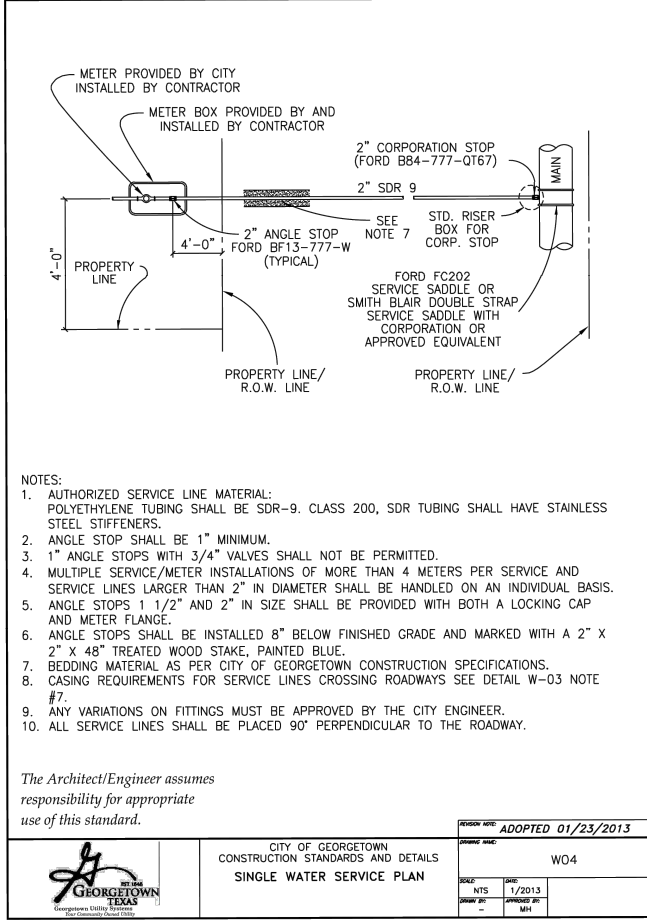 METER PROVIDED BY CITY
INSTALLED BY CONTRACTOR
METER BOX PROVIDED BY AND
INSTALLED BY CONTRACTOR
2" CORPORATION STOP
(FORD B84-777-QT67)
MAIN
2" SDR 9
SEE
NOTE 7
STD. RISER
BOX FOR
CORP. STOP
2" ANGLE STOP
FORD BF13-777-W
(TYPICAL)
4'-0"
4'-0"
PROPERTY
LINE
FORD FC202
SERVICE SADDLE OR
SMITH BLAIR DOUBLE STRAP
SERVICE SADDLE WITH
CORPORATION OR
APPROVED EQUIVALENT
PROPERTY LINE/
R.O.W. LINE
PROPERTY LINE/
R.O.W. LINE
NOTES:
1. AUTHORIZED SERVICE LINE MATERIAL:
POLYETHYLENE TUBING SHALL BE SDR-9. CLASS 200, SDR TUBING SHALL HAVE STAINLESS
STEEL STIFFENERS.
2. ANGLE STOP SHALL BE 1" MINIMUM.
3. 1" ANGLE STOPS WITH 3/4" VALVES SHALL NOT BE PERMITTED.
4. MULTIPLE SERVICE/METER INSTALLATIONS OF MORE THAN 4 METERS PER SERVICE AND
SERVICE LINES LARGER THAN 2" IN DIAMETER SHALL BE HANDLED ON AN INDIVIDUAL BASIS.
5. ANGLE STOPS 1 1/2" AND 2" IN SIZE SHALL BE PROVIDED WITH BOTH A LOCKING CAP
AND METER FLANGE.
6. ANGLE STOPS SHALL BE INSTALLED 8" BELOW FINISHED GRADE AND MARKED WITH A 2" X
2" X 48" TREATED WOOD STAKE, PAINTED BLUE.
7. BEDDING MATERIAL AS PER CITY OF GEORGETOWN CONSTRUCTION SPECIFICATIONS.
8. CASING REQUIREMENTS FOR SERVICE LINES CROSSING ROADWAYS SEE DETAIL W-03 NOTE
#7.
9. ANY VARIATIONS ON FITTINGS MUST BE APPROVED BY THE CITY ENGINEER.
10. ALL SERVICE LINES SHALL BE PLACED 90° PERPENDICULAR TO THE ROADWAY.
The Architect/Engineer assumes
responsibility for appropriate
use of this standard.
REVISION NOTE: ADOPTED 01/23/2013
EST. 1848
GEORGETOWN
TEXAS
Georgetown Utility Systems
Your Community Owned Utility
CITY OF GEORGETOWN
CONSTRUCTION STANDARDS AND DETAILS
SINGLE WATER SERVICE PLAN
DRAWING NAME:
W04
SCALE: NTS
DATE: 1/2013
DRAWN BY: -
APPROVED BY: MH